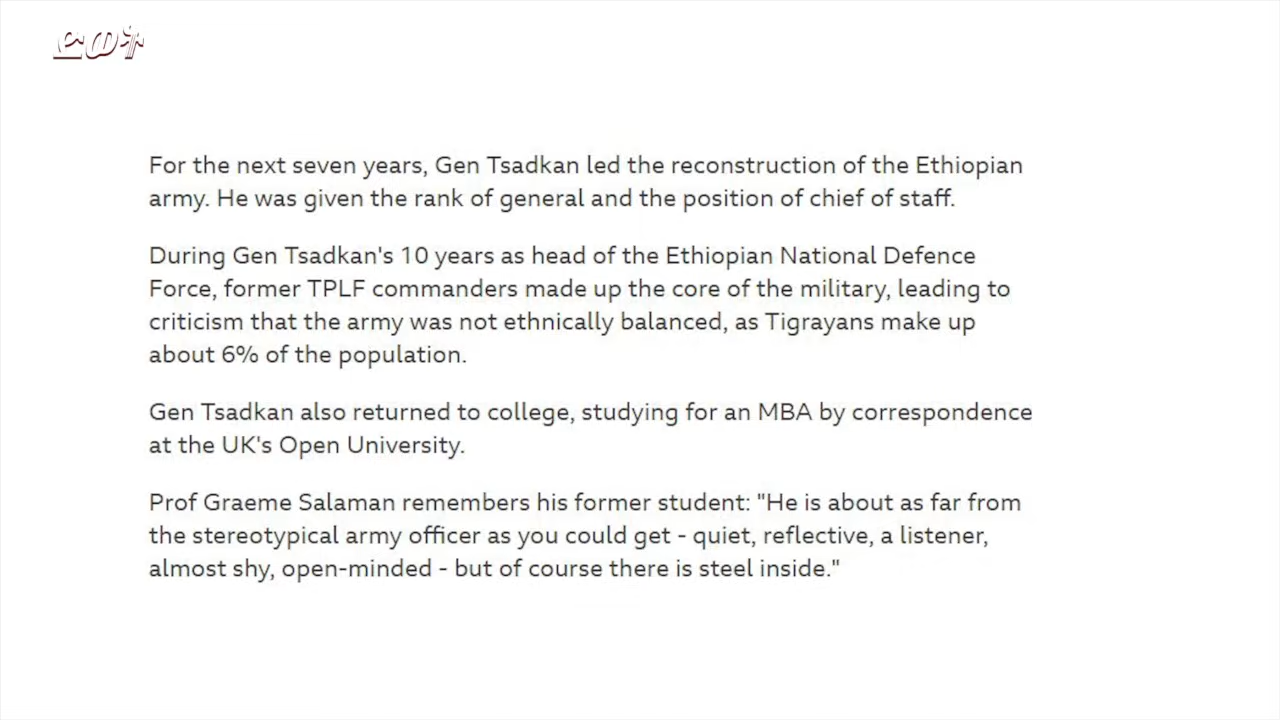 For the next seven years, Gen Tsadkan led the reconstruction of the Ethiopian
army. He was given the rank of general and the position of chief of staff.
During Gen Tsadkan's 10 years as head of the Ethiopian National Defence
Force, former TPLF commanders made up the core of the military, leading to
criticism that the army was not ethnically balanced, as Tigrayans make up
about 6% of the population.
Gen Tsadkan also returned to college, studying for an MBA by correspondence
at the UK's Open University.
Prof Graeme Salaman remembers his former student: "He is about as far from
the stereotypical army officer as you could get - quiet, reflective, a listener,
almost shy, open-minded - but of course there is steel inside."